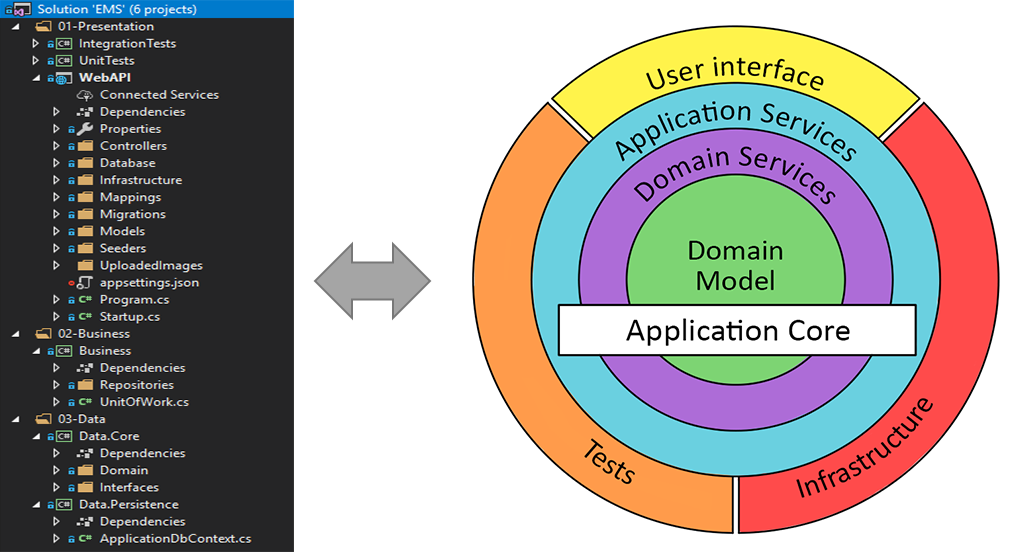 Solution 'EMS' (6 projects)
01-Presentation
IntegrationTests
UnitTests
WebAPI
Connected Services
Dependencies
Properties
Controllers
Database
Infrastructure
Mappings
Migrations
Models
Seeders
UploadedImages
appsettings.json
C# Program.cs
C# Startup.cs
02-Business
C# Business
Dependencies
Repositories
C# UnitOfWork.cs
03-Data
C# Data.Core
Dependencies
Domain
Interfaces
C# Data.Persistence
Dependencies
C# ApplicationDbContext.cs
User interface
Application Services
Domain Services
Domain
Model
Application Core
Tests
Infrastructure